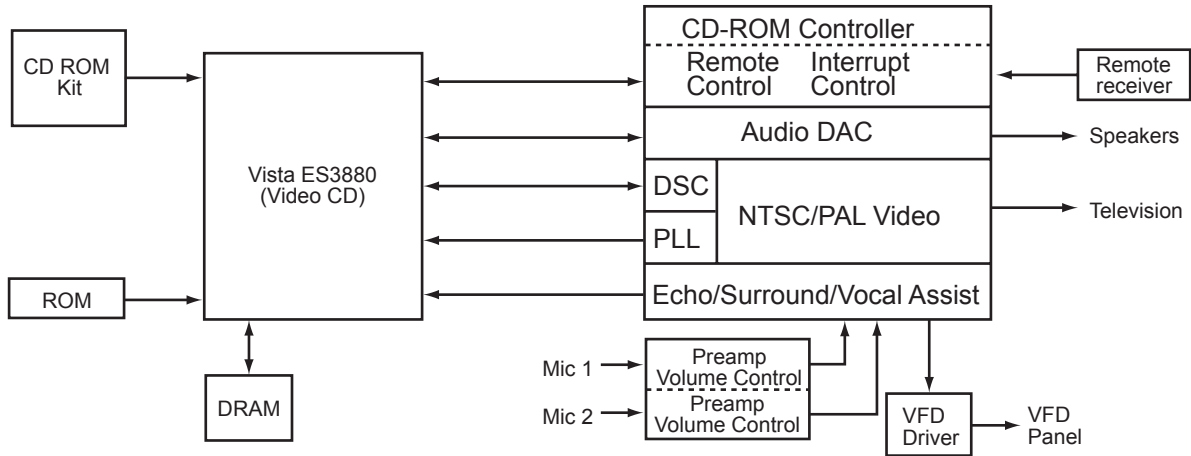 CD ROM
Kit
Vista ES3880
(Video CD)
ROM
DRAM
CD-ROM Controller
Remote
Control
Interrupt
Control
Audio DAC
DSC
PLL
NTSC/PAL Video
Echo/Surround/Vocal Assist
Remote
receiver
Speakers
Television
Mic 1
Preamp
Volume Control
Mic 2
Preamp
Volume Control
VFD
Driver
VFD
Panel